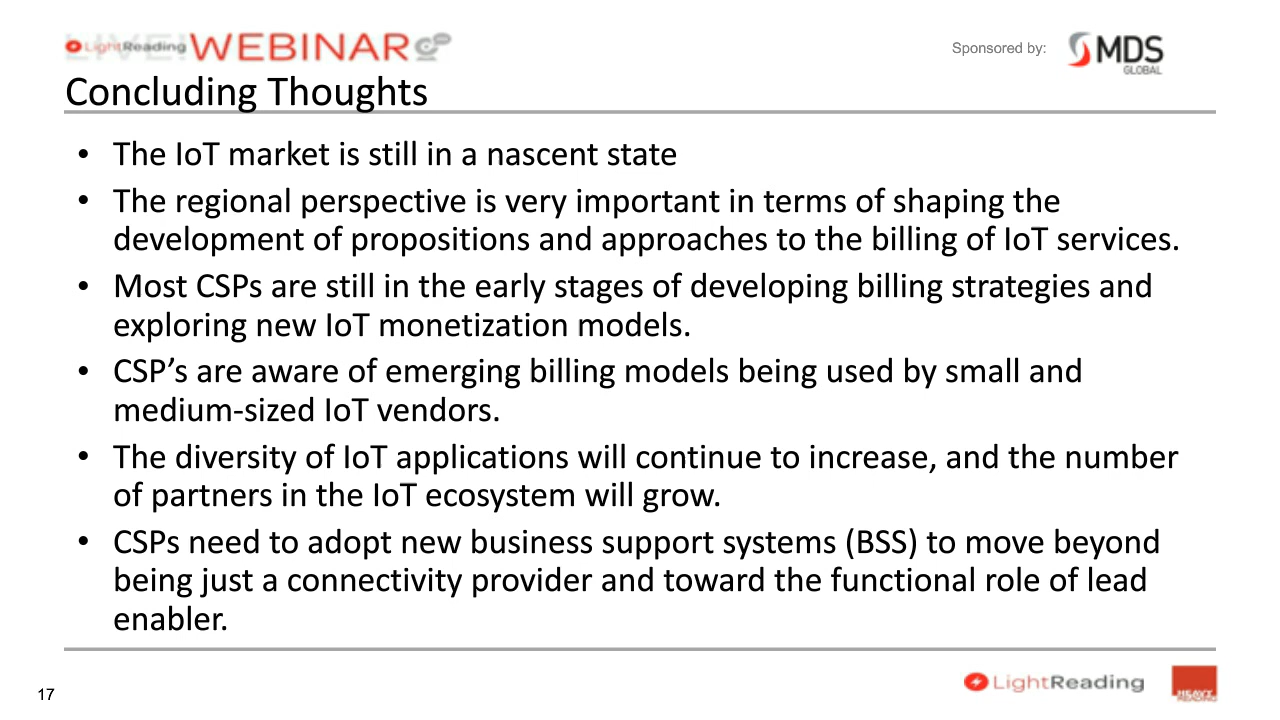 LightReading WEBINAR
Sponsored by: MDS
GLOBAL
Concluding Thoughts
• The IoT market is still in a nascent state
• The regional perspective is very important in terms of shaping the
development of propositions and approaches to the billing of IoT services.
• Most CSPs are still in the early stages of developing billing strategies and
exploring new IoT monetization models.
• CSP’s are aware of emerging billing models being used by small and
medium-sized IoT vendors.
• The diversity of IoT applications will continue to increase, and the number
of partners in the IoT ecosystem will grow.
• CSPs need to adopt new business support systems (BSS) to move beyond
being just a connectivity provider and toward the functional role of lead
enabler.
LightReading
HEAVY
READING
17